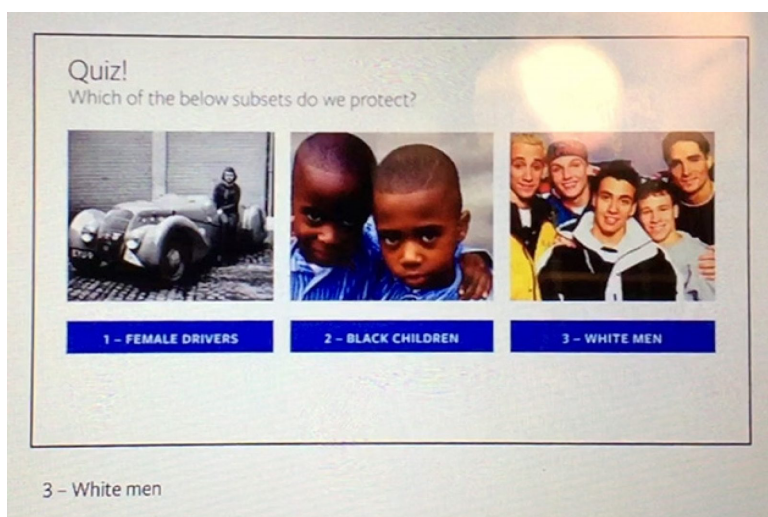 Quiz!
Which of the below subsets do we protect?
1 – FEMALE DRIVERS
2 – BLACK CHILDREN
3 – WHITE MEN
3 – White men